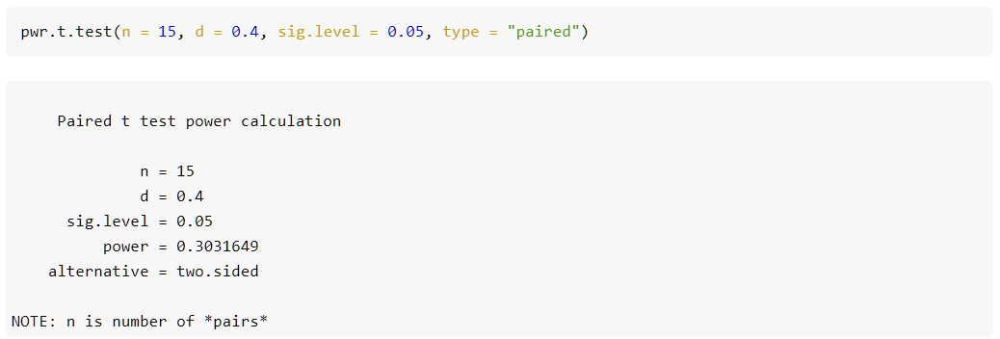 pwr.t.test(n = 15, d = 0.4, sig.level = 0.05, type = "paired")
Paired t test power calculation
n = 15
d = 0.4
sig.level = 0.05
power = 0.3031649
alternative = two.sided
NOTE: n is number of *pairs*